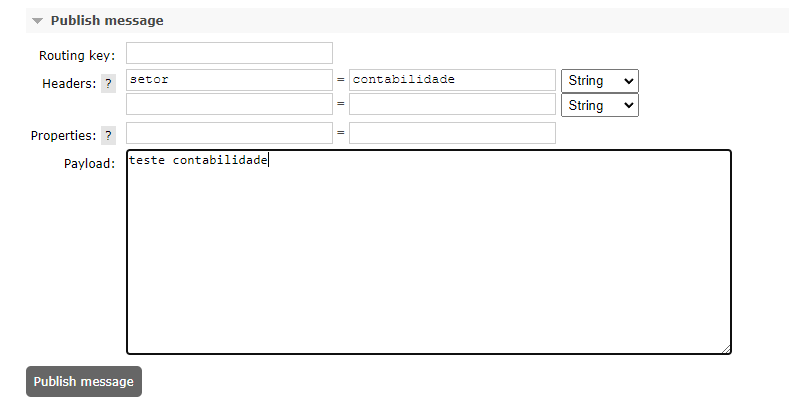 Publish message
Routing key:
Headers: ? setor = contabilidade String
= String
Properties: ? =
Payload: teste contabilidade
Publish message